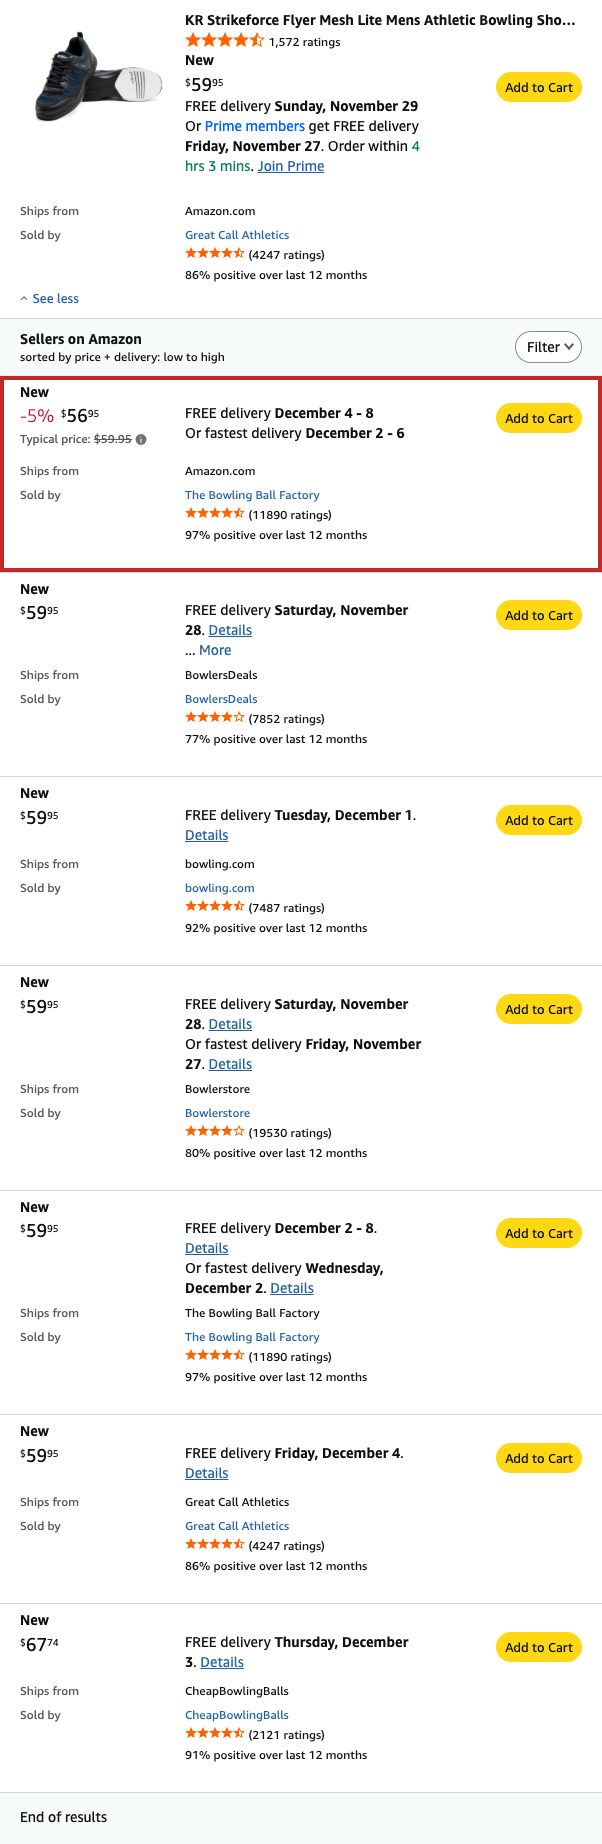 KR Strikeforce Flyer Mesh Lite Mens Athletic Bowling Sho...
1,572 ratings
New
$5995
Add to Cart
FREE delivery Sunday, November 29
Or Prime members get FREE delivery
Friday, November 27. Order within 4
hrs 3 mins. Join Prime
Ships from
Amazon.com
Sold by
Great Call Athletics
(4247 ratings)
86% positive over last 12 months
See less
Sellers on Amazon
sorted by price + delivery: low to high
Filter
New
-5% $5695
Typical price: $59.95
FREE delivery December 4 - 8
Or fastest delivery December 2 - 6
Add to Cart
Ships from
Amazon.com
Sold by
The Bowling Ball Factory
(11890 ratings)
97% positive over last 12 months
New
$5995
FREE delivery Saturday, November
28. Details
... More
Add to Cart
Ships from
BowlersDeals
Sold by
BowlersDeals
(7852 ratings)
77% positive over last 12 months
New
$5995
FREE delivery Tuesday, December 1.
Details
Add to Cart
Ships from
bowling.com
Sold by
bowling.com
(7487 ratings)
92% positive over last 12 months
New
$5995
FREE delivery Saturday, November
28. Details
Or fastest delivery Friday, November
27. Details
Add to Cart
Ships from
Bowlerstore
Sold by
Bowlerstore
(19530 ratings)
80% positive over last 12 months
New
$5995
FREE delivery December 2 - 8.
Details
Or fastest delivery Wednesday,
December 2. Details
Add to Cart
Ships from
The Bowling Ball Factory
Sold by
The Bowling Ball Factory
(11890 ratings)
97% positive over last 12 months
New
$5995
FREE delivery Friday, December 4.
Details
Add to Cart
Ships from
Great Call Athletics
Sold by
Great Call Athletics
(4247 ratings)
86% positive over last 12 months
New
$6774
FREE delivery Thursday, December
3. Details
Add to Cart
Ships from
CheapBowlingBalls
Sold by
CheapBowlingBalls
(2121 ratings)
91% positive over last 12 months
End of results